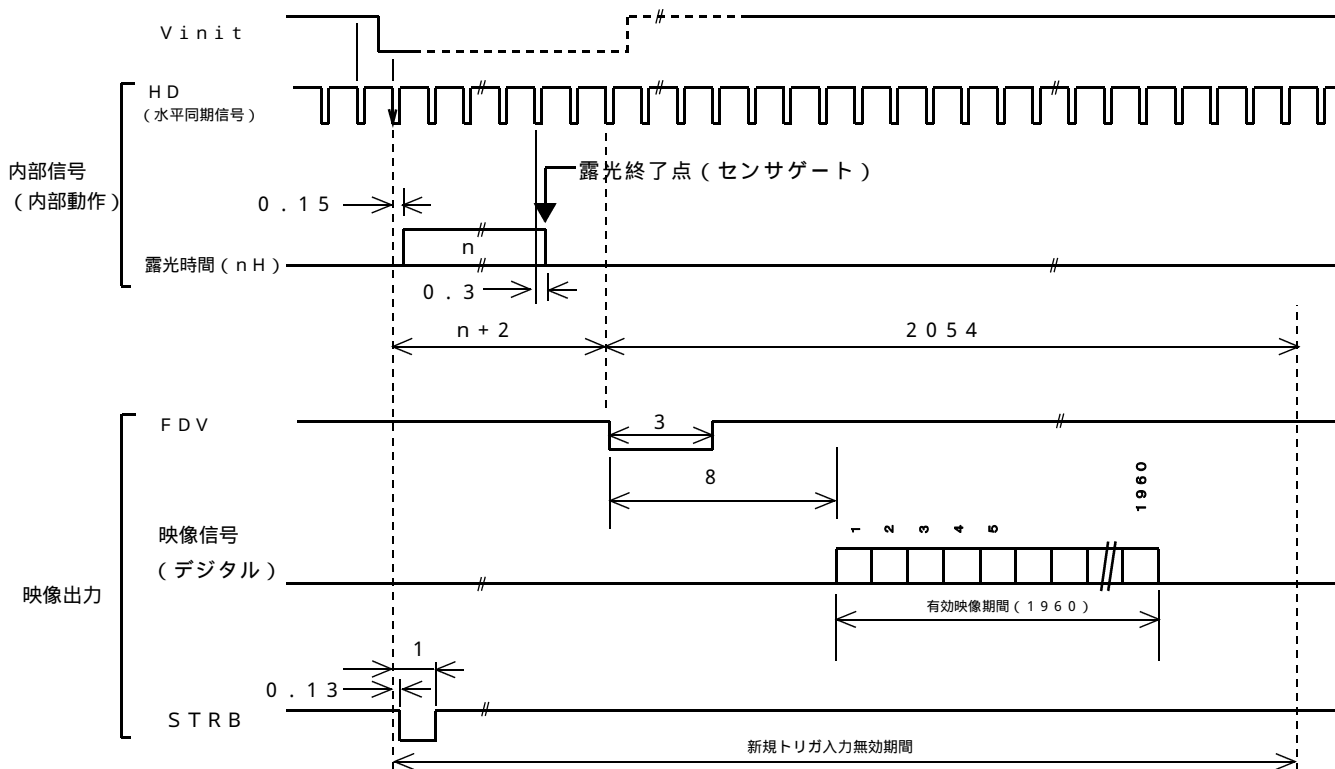 Ｖｉｎｉｔ
ＨＤ
（水平同期信号）
内部信号
（内部動作）
露光終了点（センサゲート）
０．１５
ｎ
露光時間（ｎＨ）
０．３
ｎ＋２
２０５４
ＦＤＶ
３
８
映像信号
（デジタル）
１
２
３
４
５
１９６０
有効映像期間（１９６０）
映像出力
１
０．１３
ＳＴＲＢ
新規トリガ入力無効期間